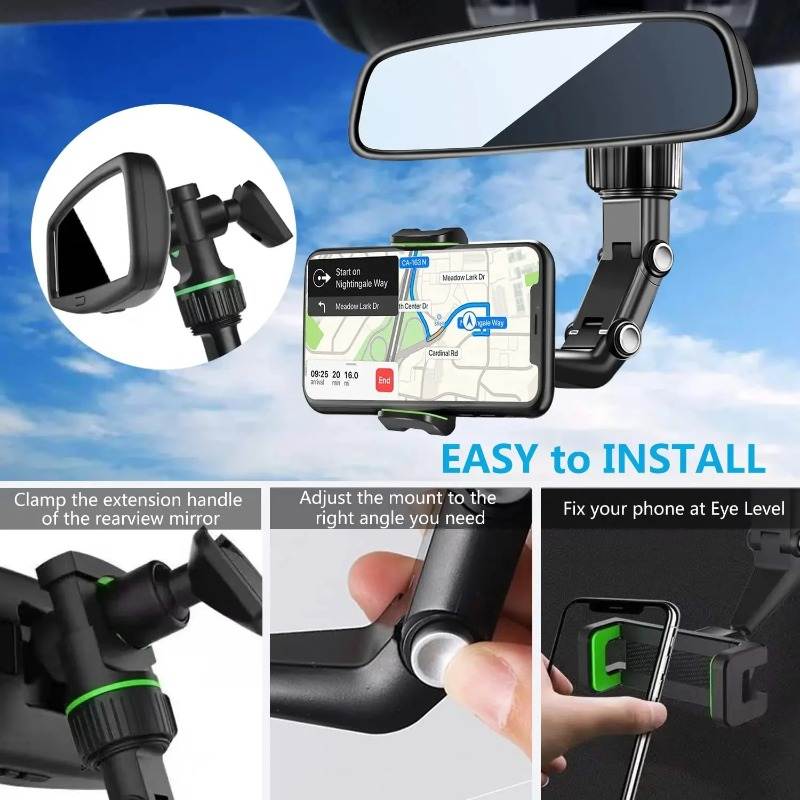 CA-163 N
Start on
Nightingale Way
Meadow Lark Dr
Meadow Lark Dr
th Center Dr
Cardinal Rd
09:25 20 16.0
arrival min mi
End
EASY to INSTALL
Clamp the extension handle
of the rearview mirror
Adjust the mount to the
right angle you need
Fix your phone at Eye Level